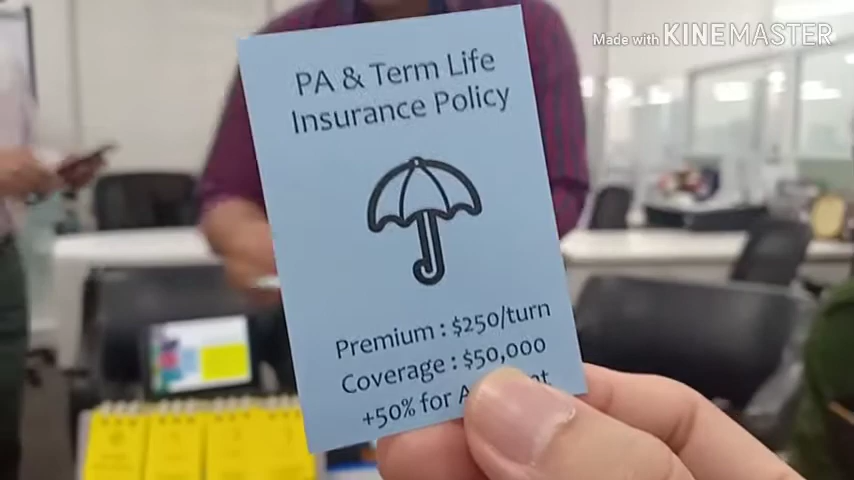 Made with KINEMASTER
PA & Term Life
Insurance Policy
Premium : $250/turn
Coverage : $50,000
+50% for